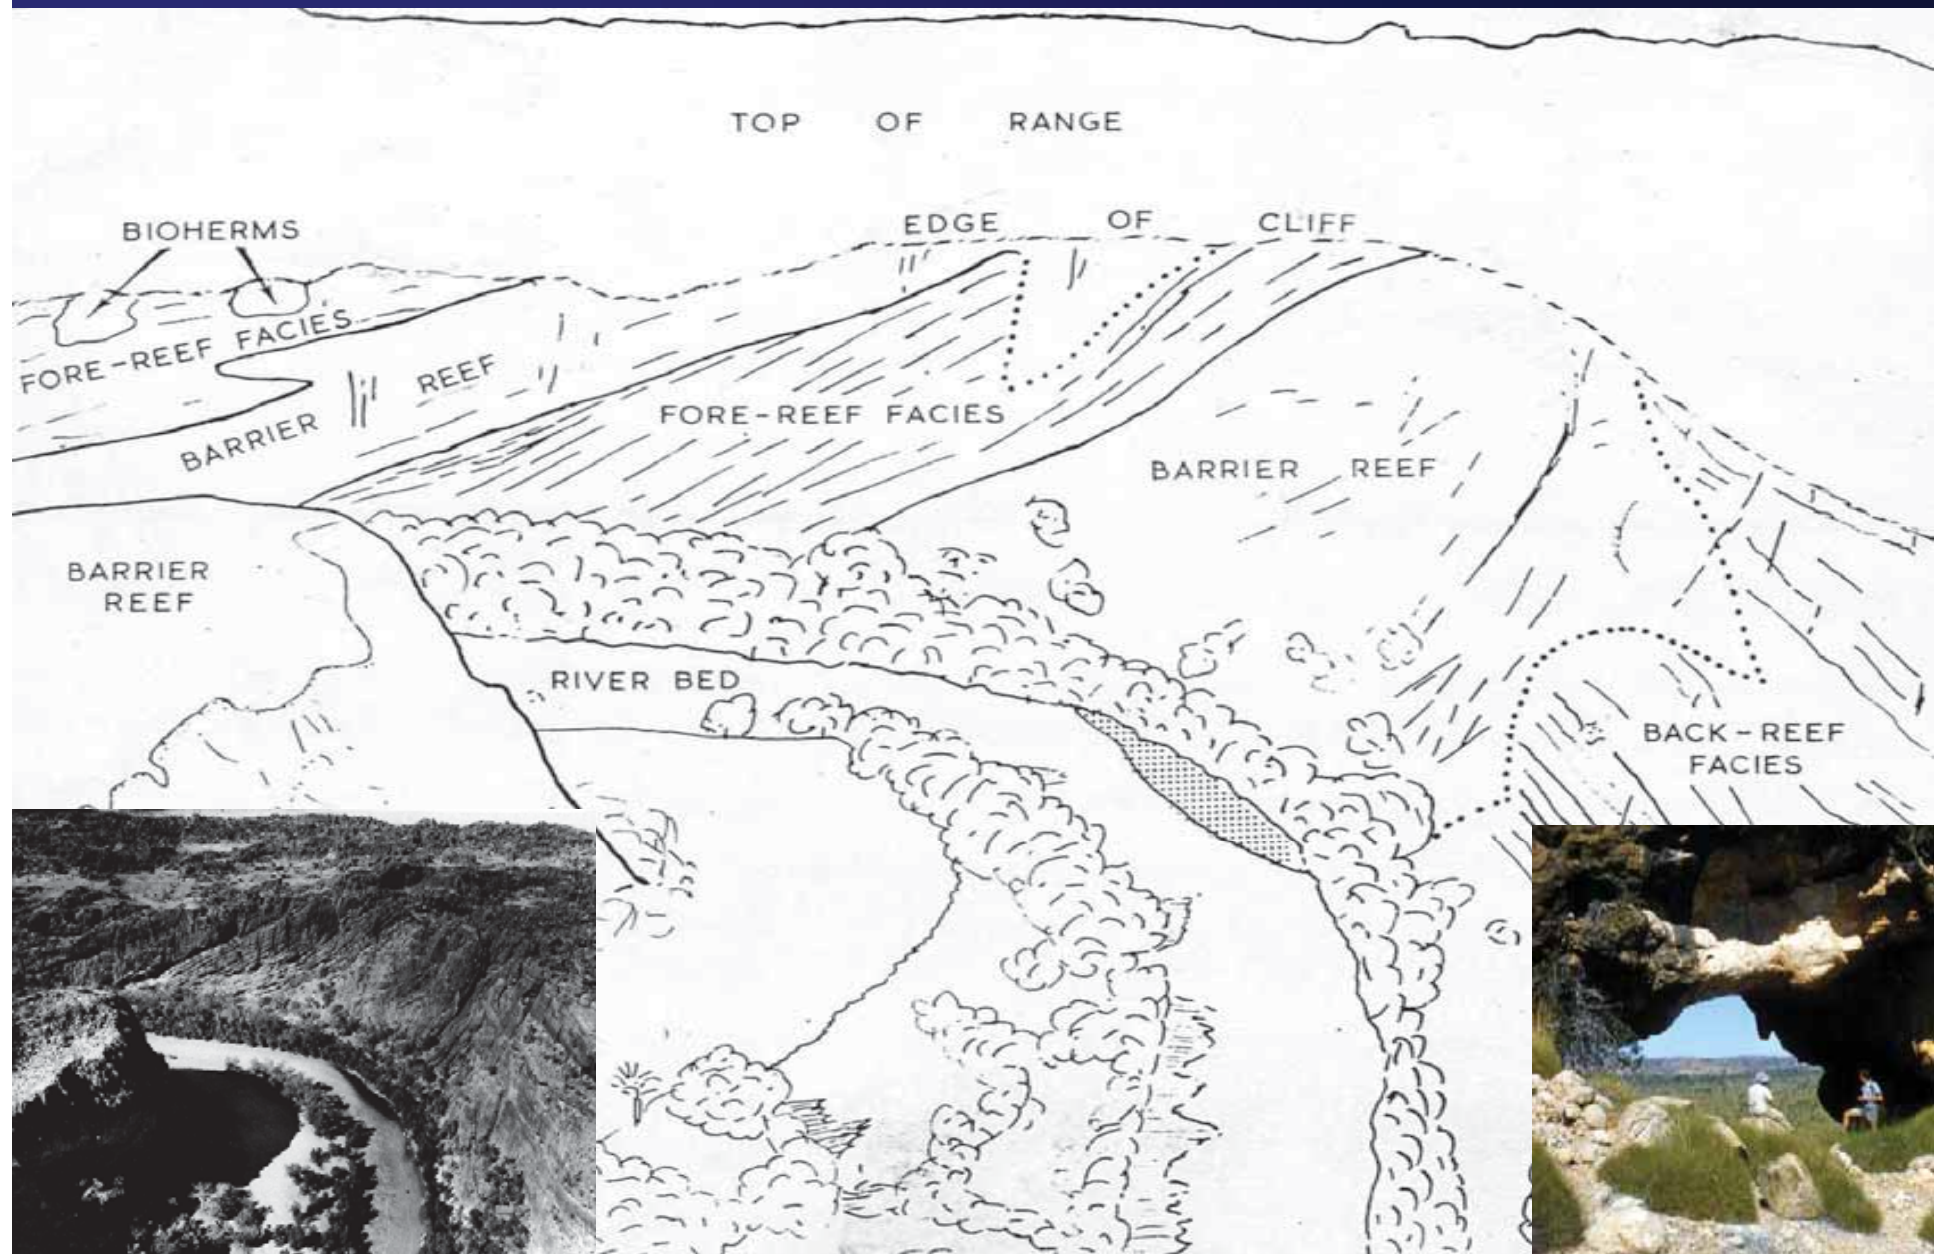 TOP OF RANGE
EDGE OF CLIFF
BIOHERMS
FORE-REEF FACIES
BARRIER REEF
FORE-REEF FACIES
BARRIER REEF
BARRIER
REEF
RIVER BED
BACK-REEF
FACIES